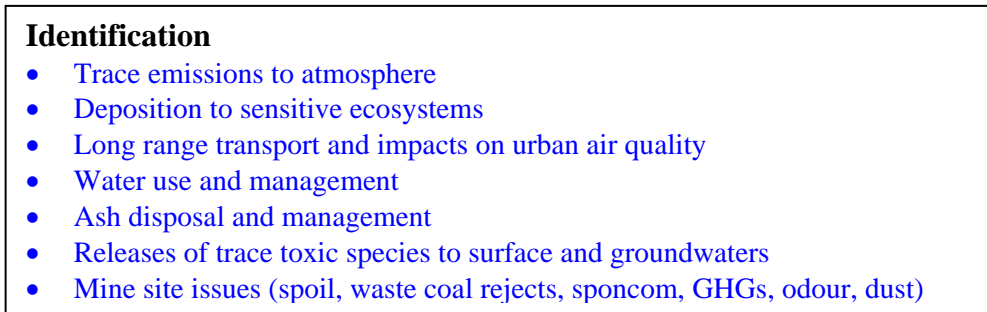 Identification
• Trace emissions to atmosphere
• Deposition to sensitive ecosystems
• Long range transport and impacts on urban air quality
• Water use and management
• Ash disposal and management
• Releases of trace toxic species to surface and groundwaters
• Mine site issues (spoil, waste coal rejects, sponcom, GHGs, odour, dust)